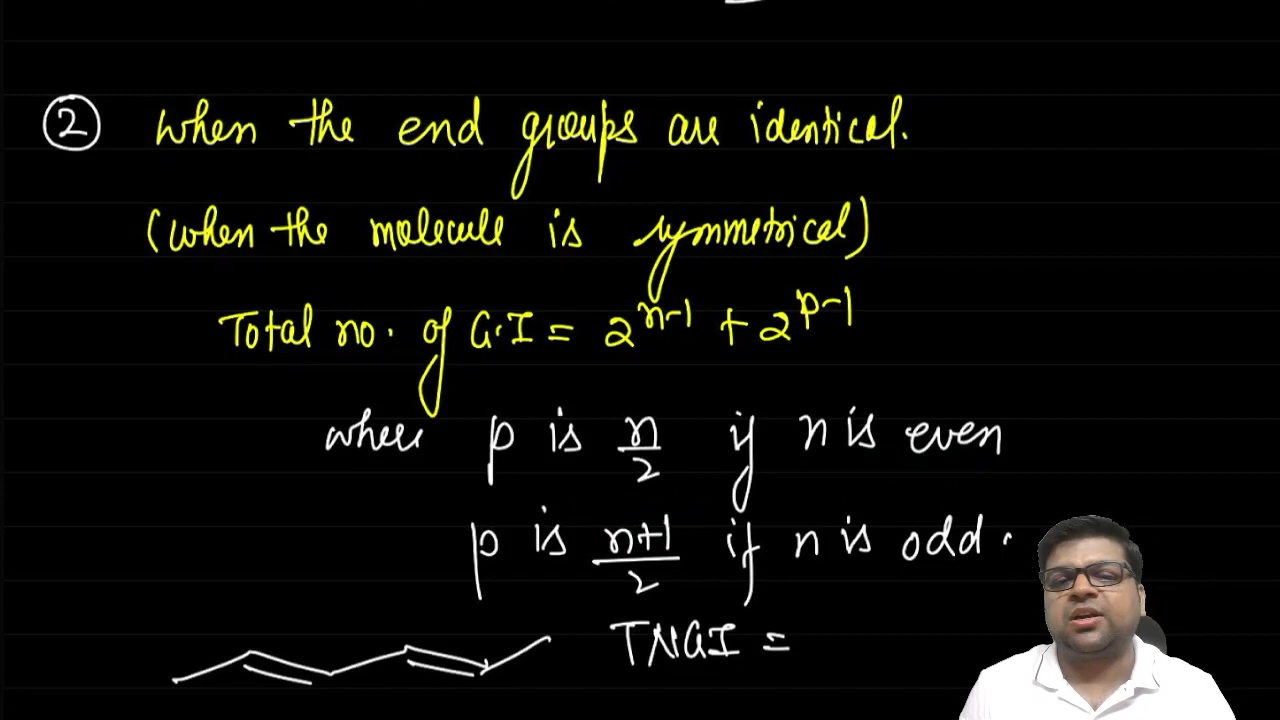 2 when the end groups are identical.
(when the molecule is symmetrical)
Total no. of G.I = 2^n-1 + 2^p-1
where p is n/2 if n is even
p is n+1/2 if n is odd.
TNGI =